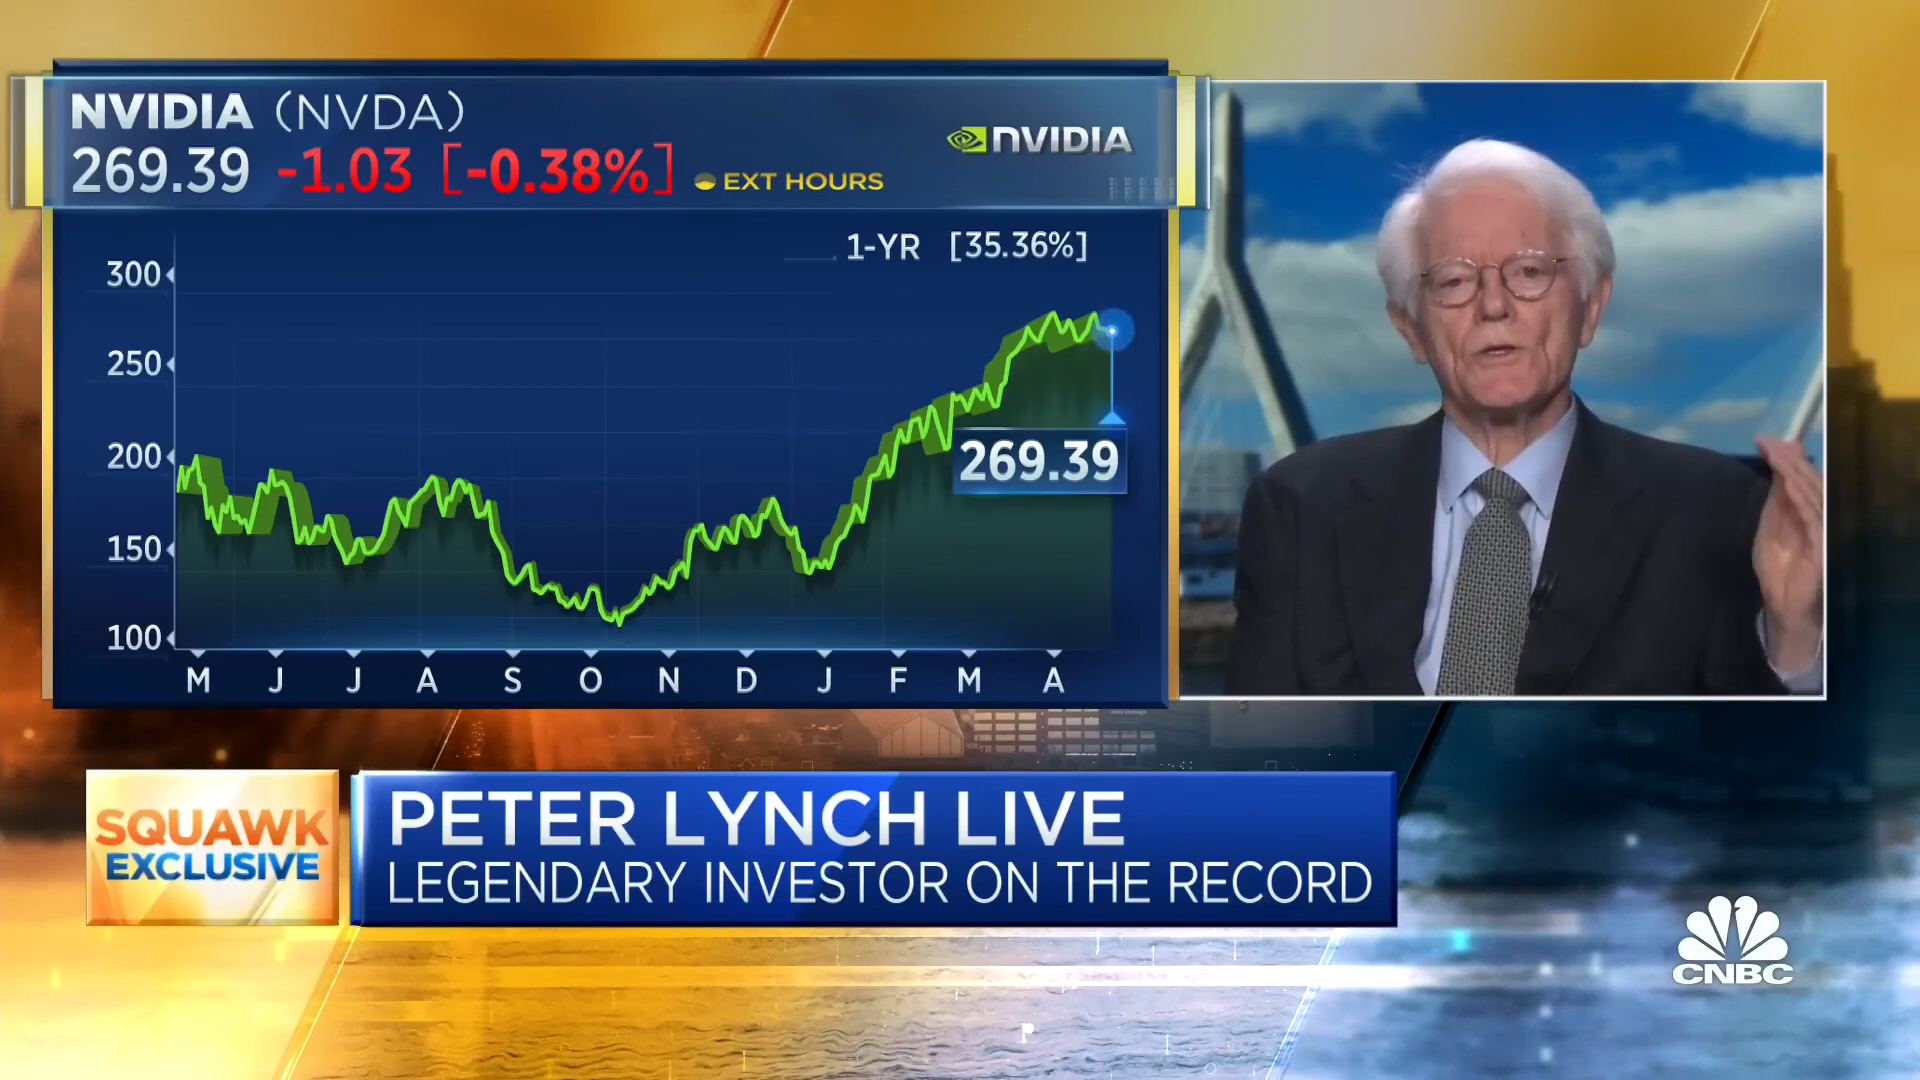 NVIDIA (NVDA)
269.39 -1.03 [-0.38%] EXT HOURS
NVIDIA
1-YR [35.36%]
300
250
200
150
100
269.39
M J J A S O N D J F M A
SQUAWK
EXCLUSIVE
PETER LYNCH LIVE
LEGENDARY INVESTOR ON THE RECORD
CNBC